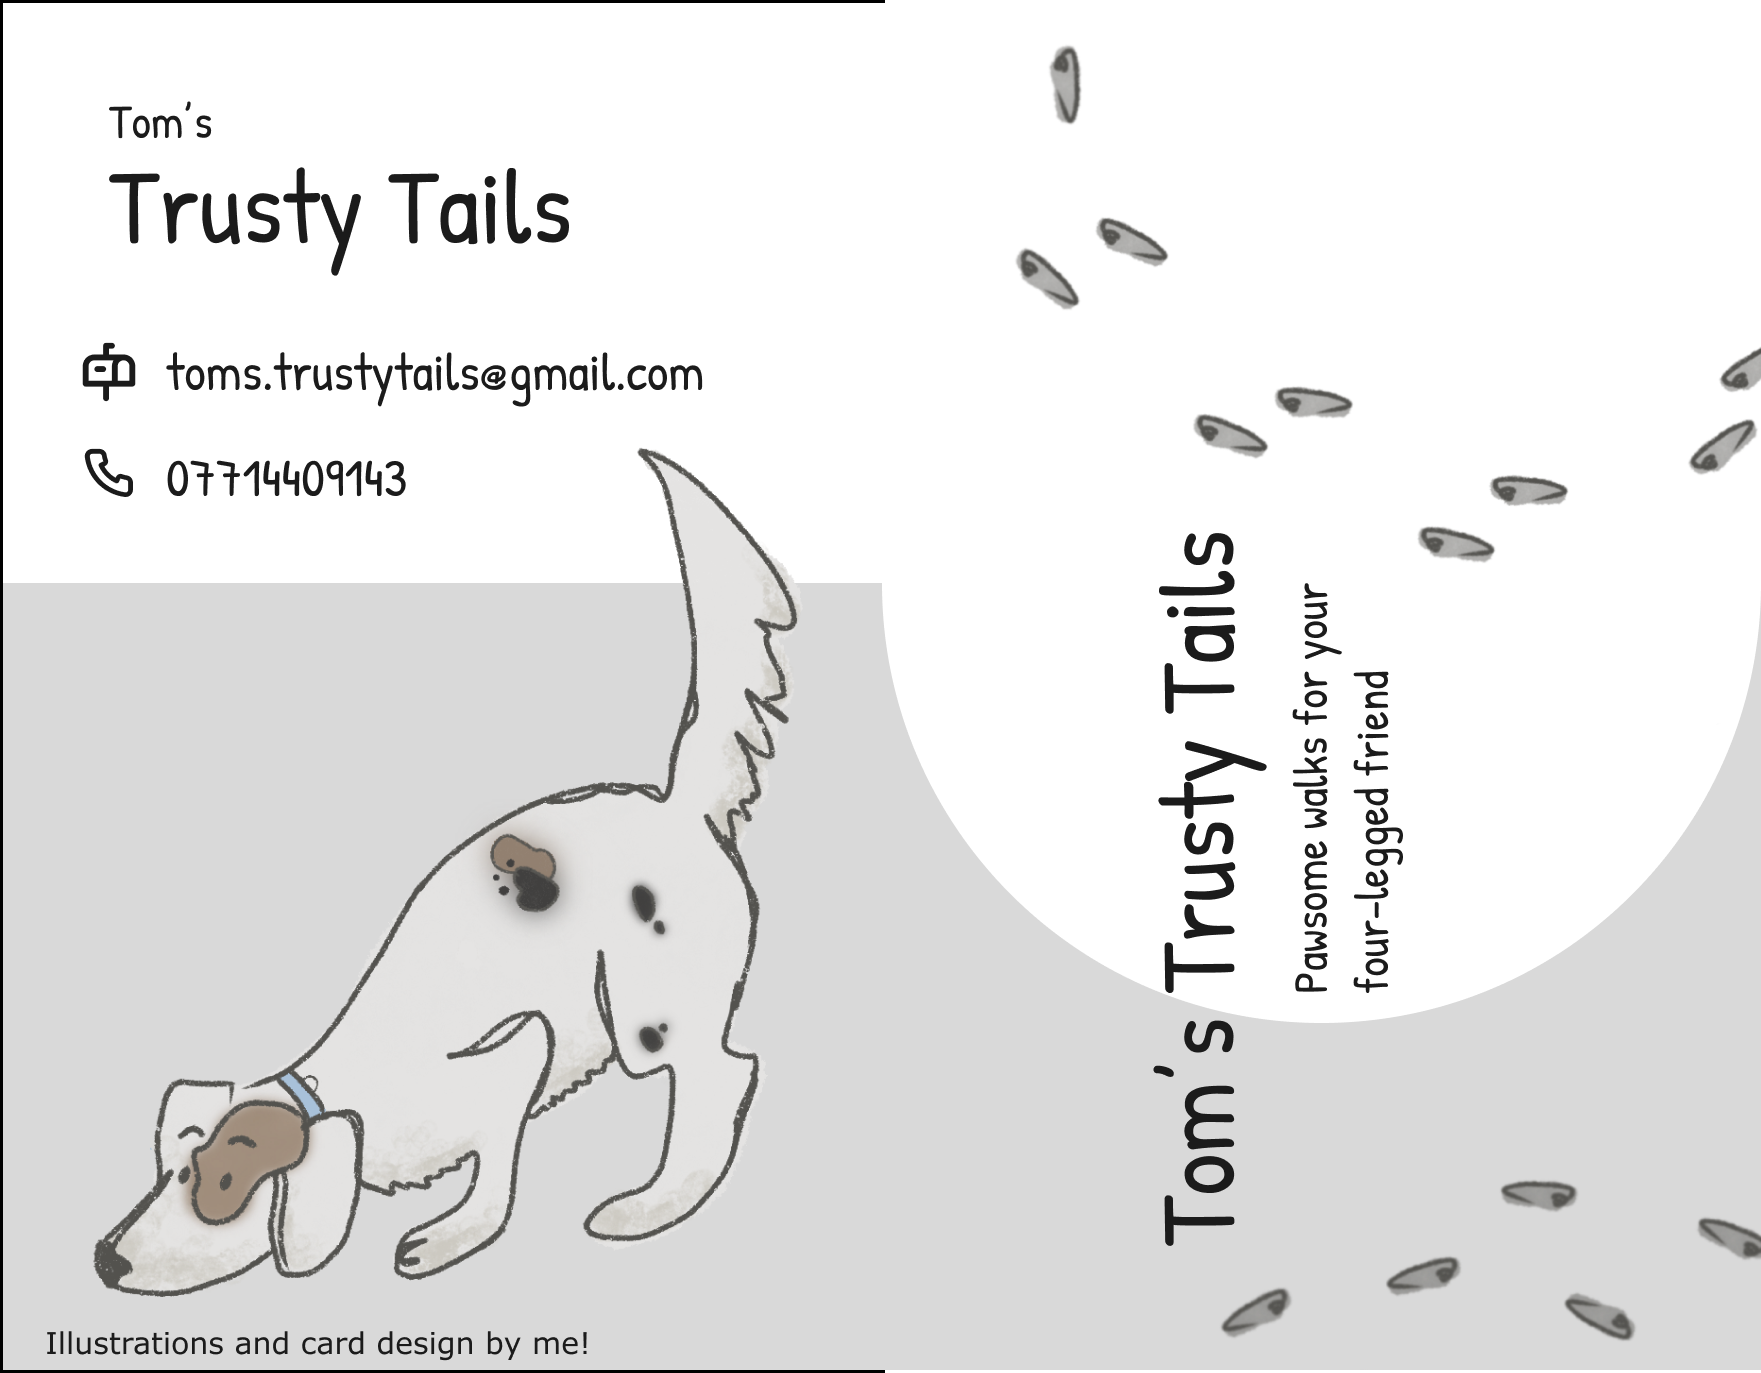 Tom's
Trusty Tails
toms.trustytails@gmail.com
07714409143
Illustrations and card design by me!
Tom's Trusty Tails
Pawsome walks for your
four-legged friend